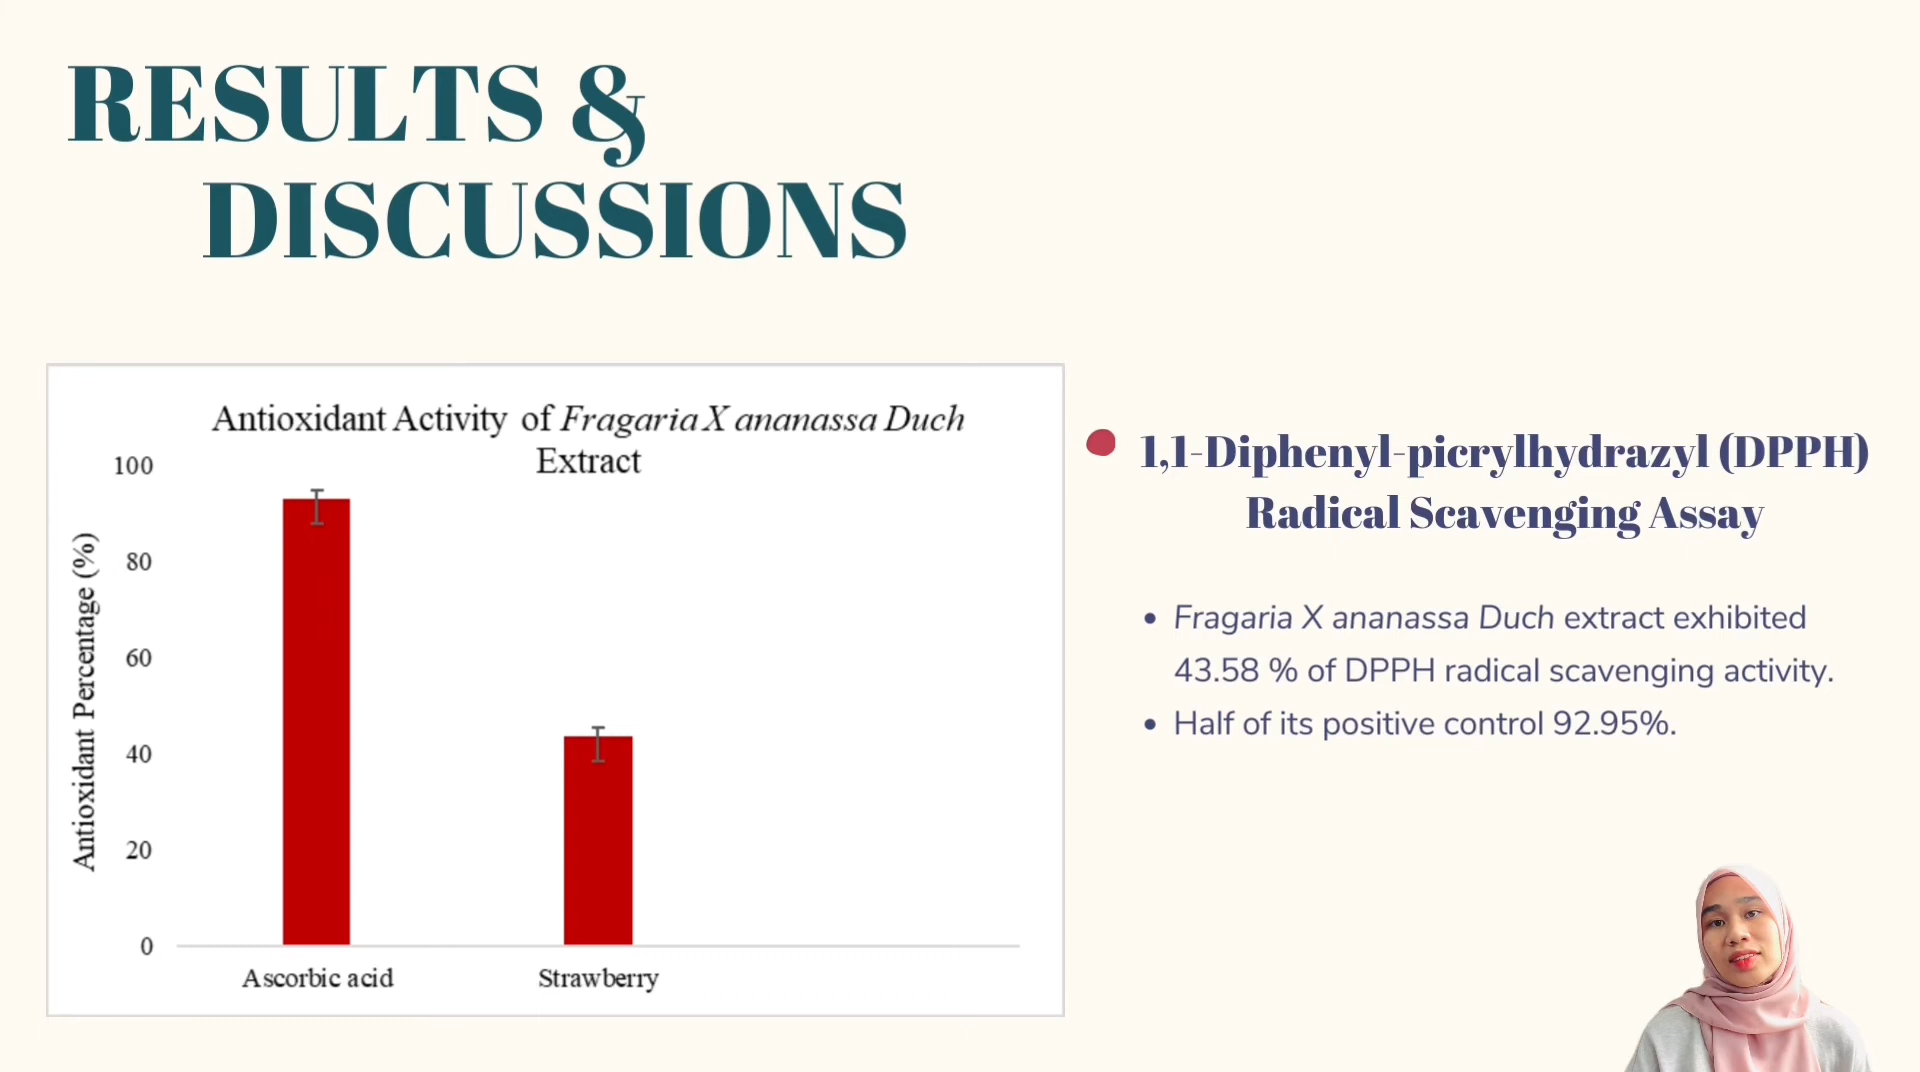 RESULTS &
DISCUSSIONS
Antioxidant Activity of Fragaria X ananassa Duch
Extract
100
80
60
40
20
0
Antioxidant Percentage (%)
Ascorbic acid
Strawberry
1,1-Diphenyl-picrylhydrazyl (DPPH)
Radical Scavenging Assay
• Fragaria X ananassa Duch extract exhibited
43.58 % of DPPH radical scavenging activity.
• Half of its positive control 92.95%.